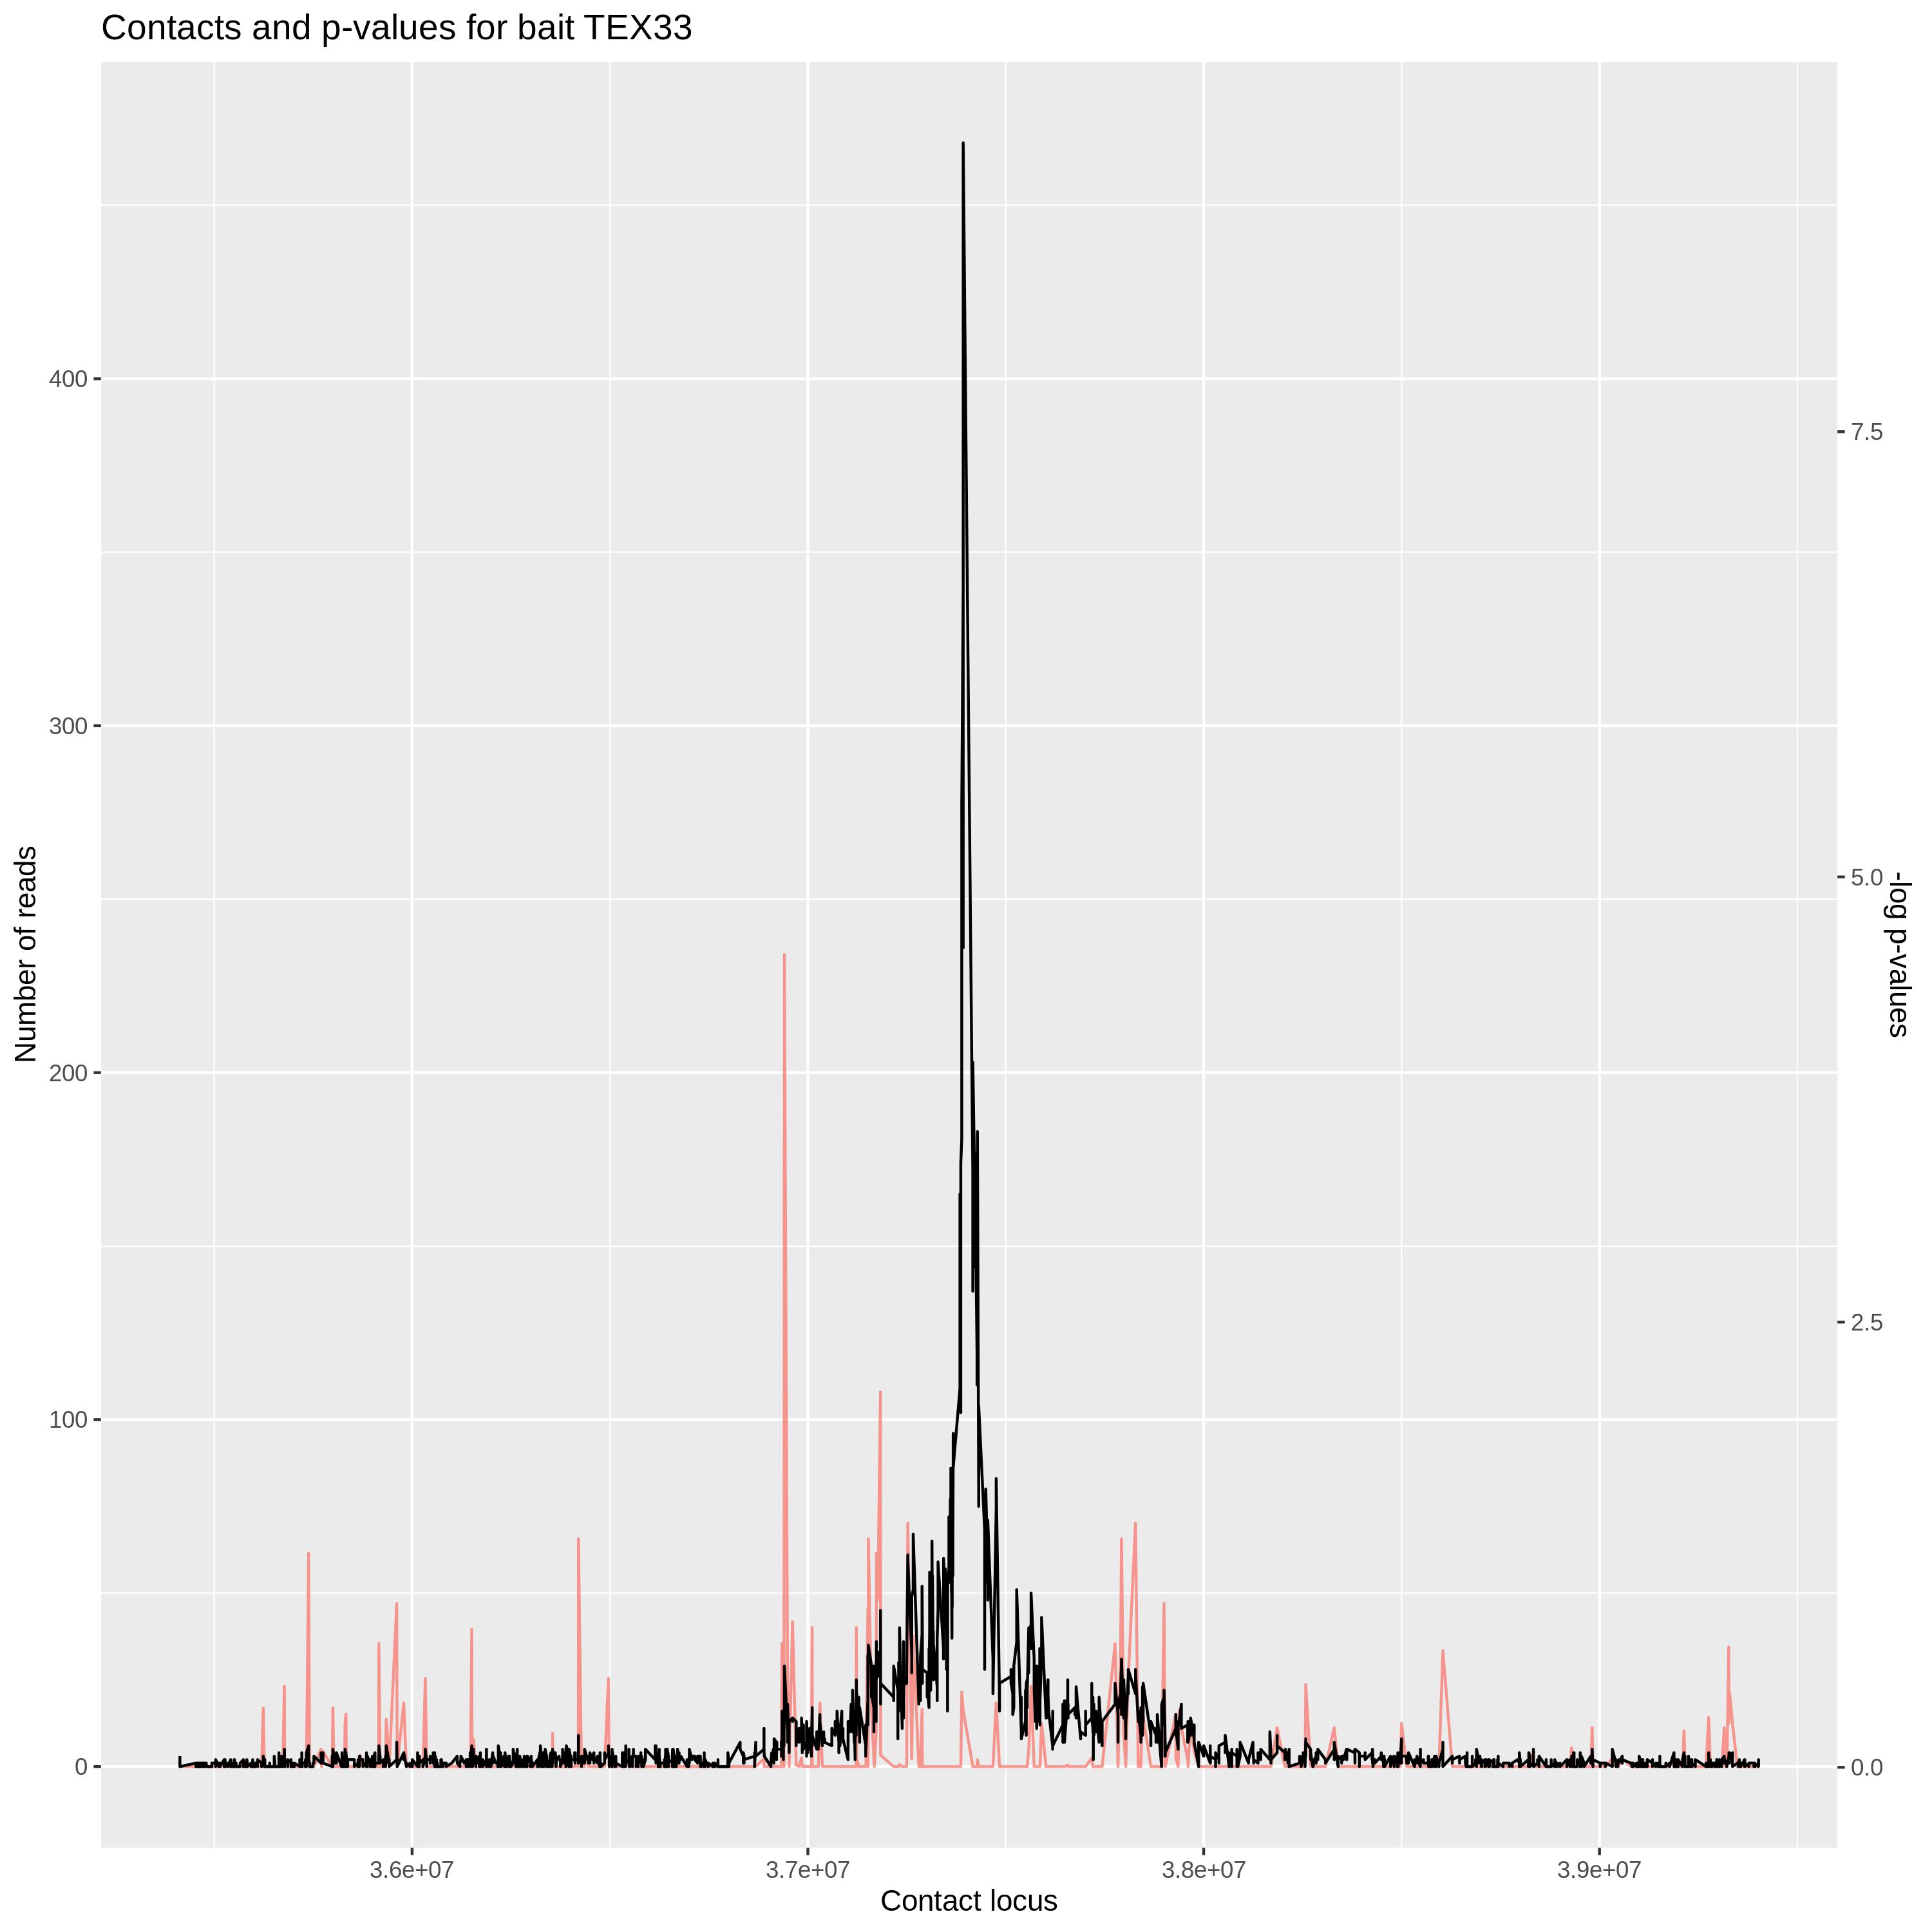 Contacts and p-values for bait TEX33
Number of reads
400
300
200
100
0
7.5
5.0
2.5
0.0
-log p-values
3.6e+07
3.7e+07
3.8e+07
3.9e+07
Contact locus